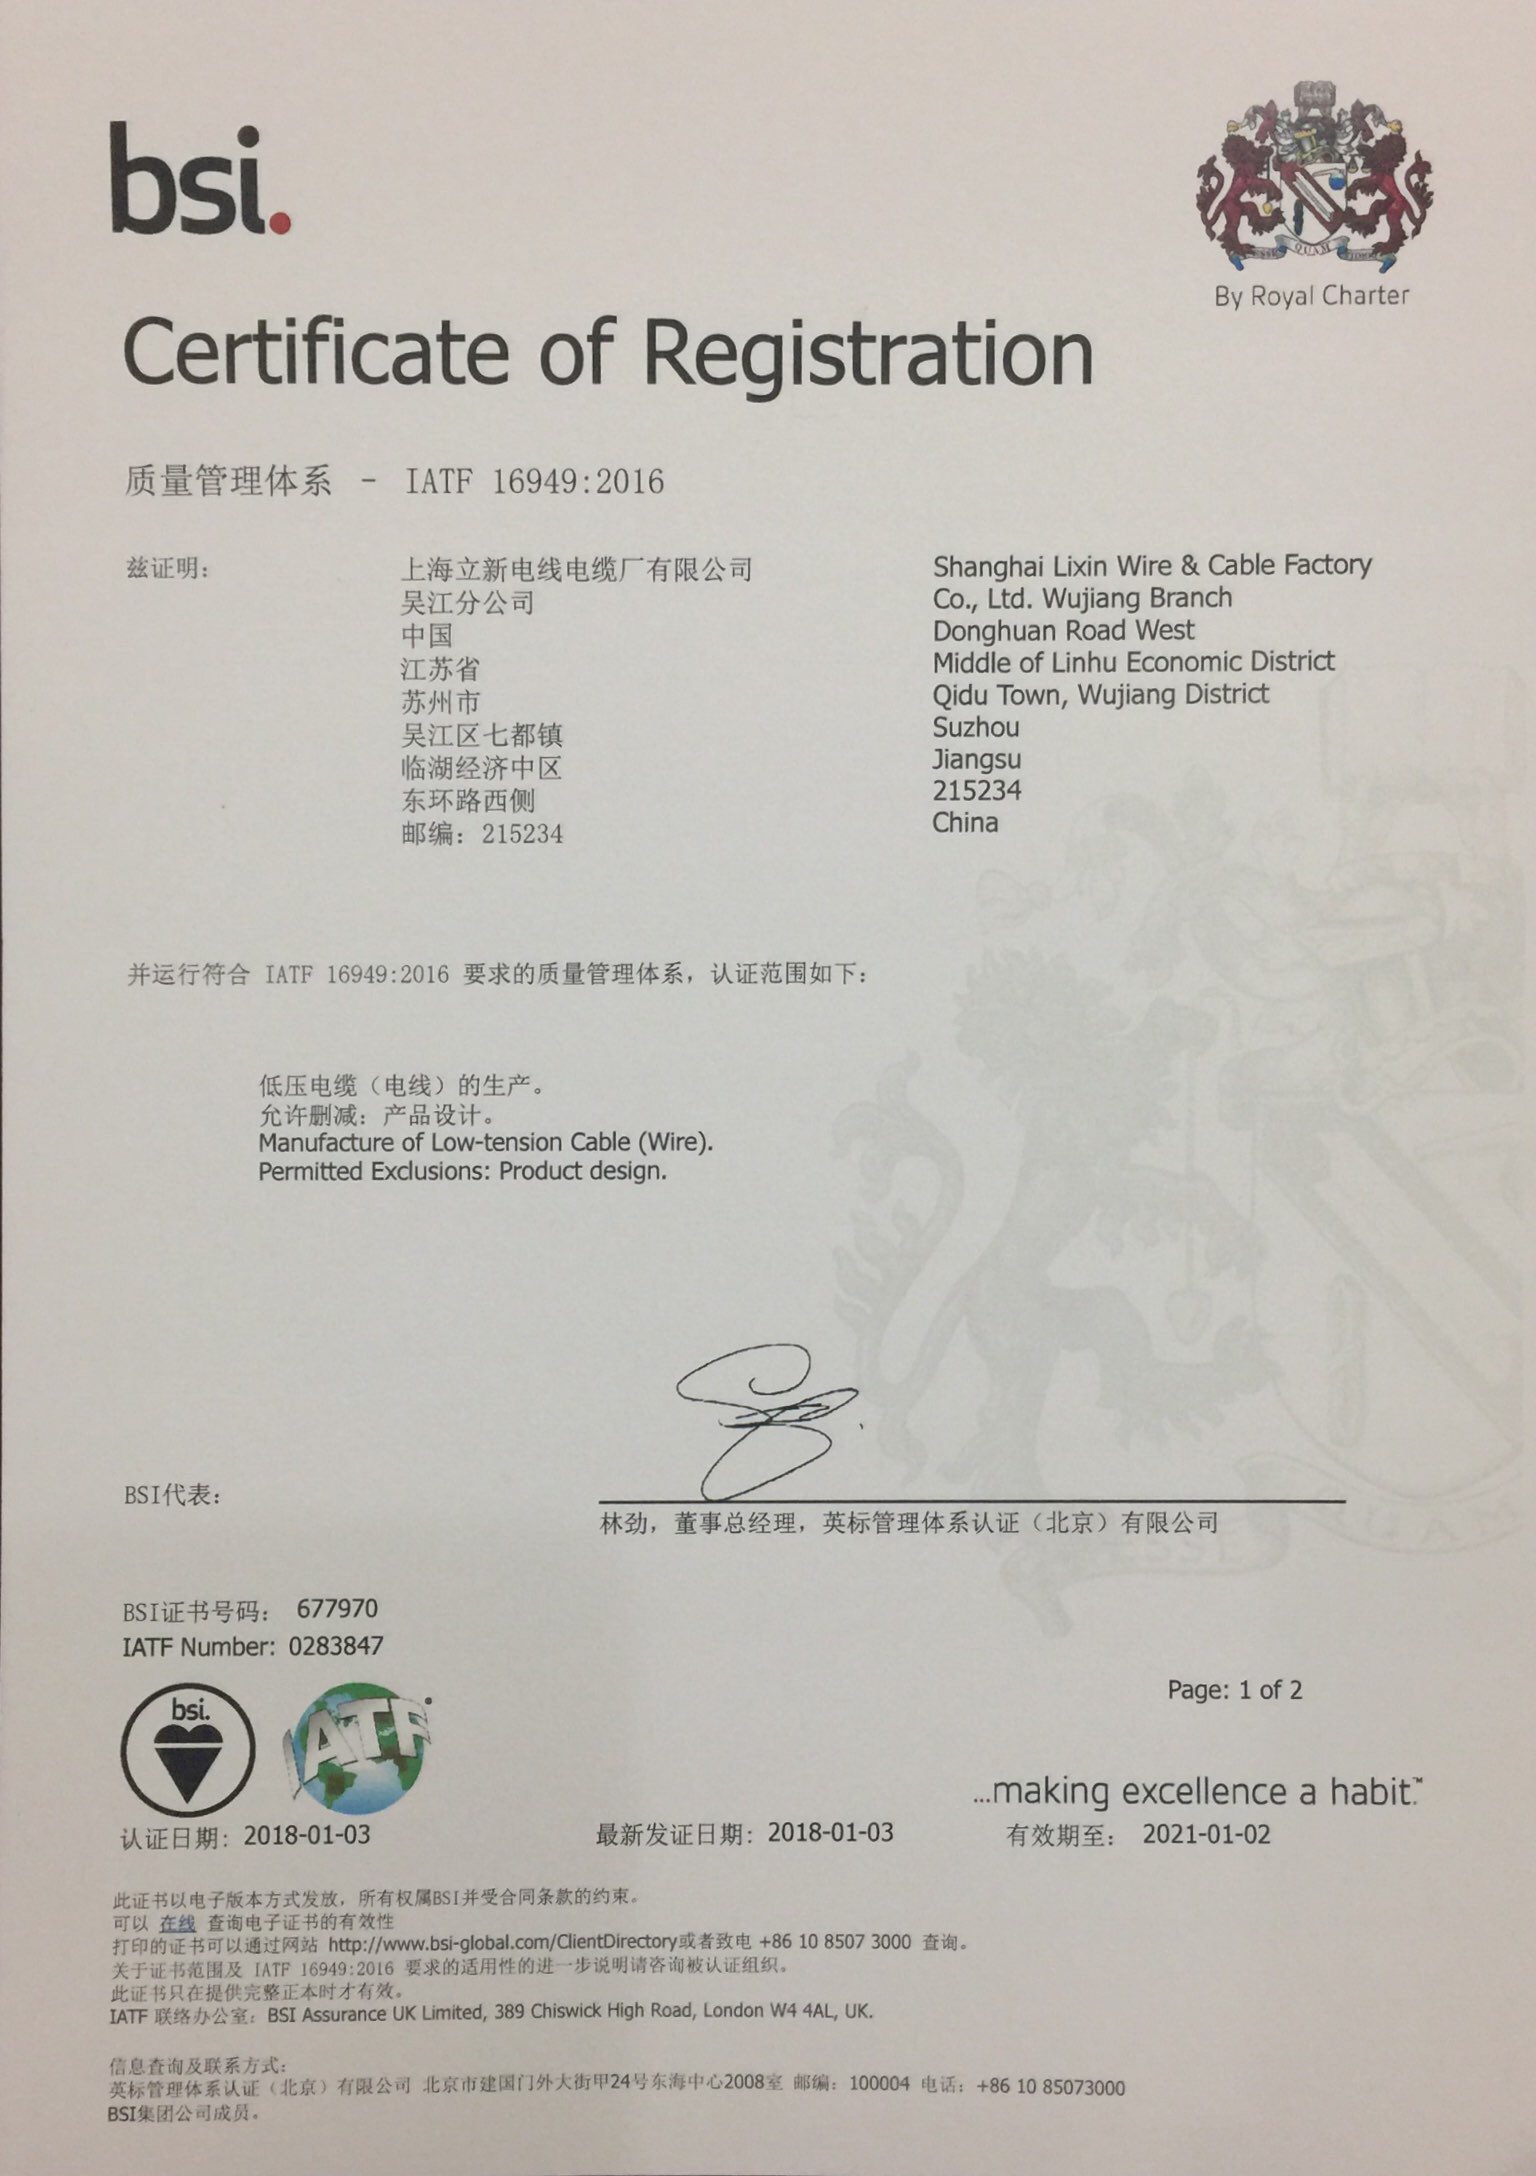 bsi.
By Royal Charter
Certificate of Registration
质量管理体系 - IATF 16949:2016
兹证明:
上海立新电线电缆厂有限公司
吴江分公司
中国
江苏省
苏州市
吴江区七都镇
临湖经济中区
东环路西侧
邮编: 215234
Shanghai Lixin Wire & Cable Factory
Co., Ltd. Wujiang Branch
Donghuan Road West
Middle of Linhu Economic District
Qidu Town, Wujiang District
Suzhou
Jiangsu
215234
China
并运行符合 IATF 16949:2016 要求的质量管理体系，认证范围如下:
低压电缆（电线）的生产。
允许删减: 产品设计。
Manufacture of Low-tension Cable (Wire).
Permitted Exclusions: Product design.
BSI代表:
林劲，董事总经理，英标管理体系认证（北京）有限公司
BSI证书号码: 677970
IATF Number: 0283847
bsi.
IATF
Page: 1 of 2
...making excellence a habit.™
认证日期: 2018-01-03
最新发证日期: 2018-01-03
有效期至: 2021-01-02
此证书以电子版本方式发放，所有权属BSI并受合同条款的约束。
可以 在线 查询电子证书的有效性
打印的证书可以通过网站 http://www.bsi-global.com/ClientDirectory或者致电 +86 10 8507 3000 查询。
关于证书范围及 IATF 16949:2016 要求的适用性的进一步说明请咨询被认证组织。
此证书只在提供完整正本时才有效。
IATF 联络办公室: BSI Assurance UK Limited, 389 Chiswick High Road, London W4 4AL, UK.
信息查询及联系方式:
英标管理体系认证（北京）有限公司 北京市建国门外大街甲24号东海中心2008室 邮编: 100004 电话: +86 10 85073000
BSI集团公司成员。